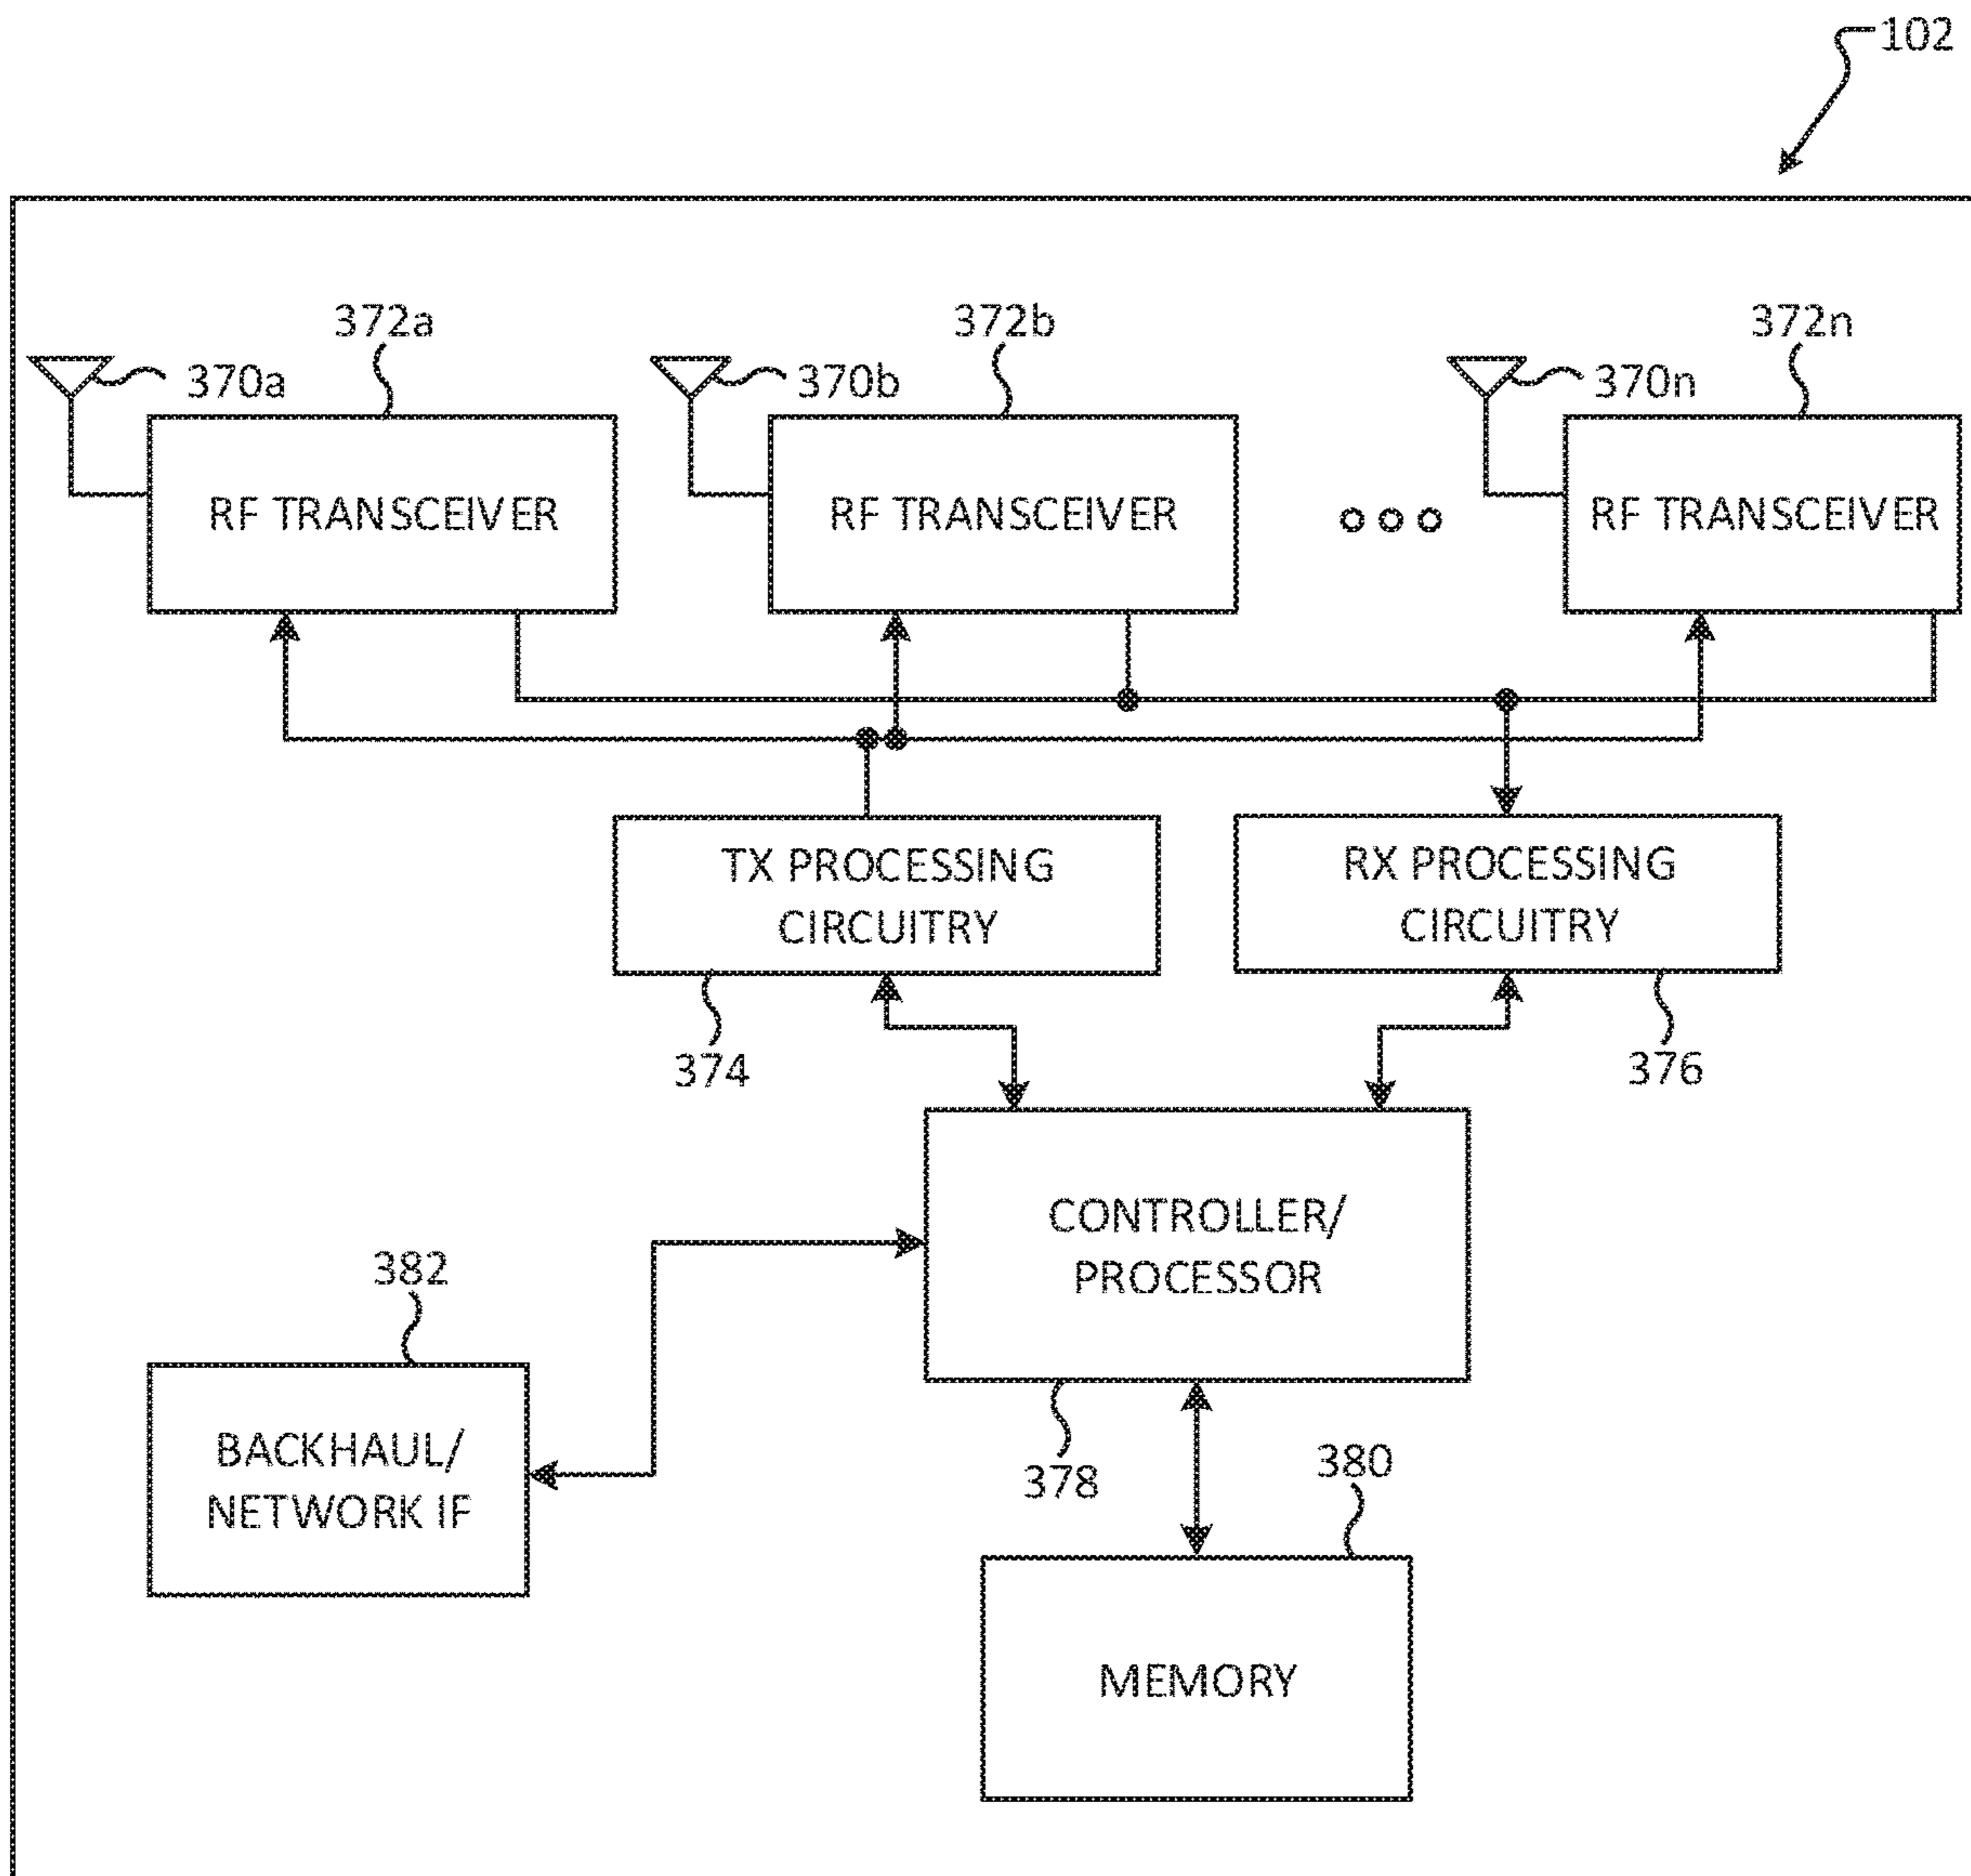 102
372a
372b
372n
370a
370b
370n
RF TRANSCEIVER
RF TRANSCEIVER
RF TRANSCEIVER
TX PROCESSING
CIRCUITRY
RX PROCESSING
CIRCUITRY
374
376
CONTROLLER/
PROCESSOR
382
BACKHAUL/
NETWORK IF
378
380
MEMORY